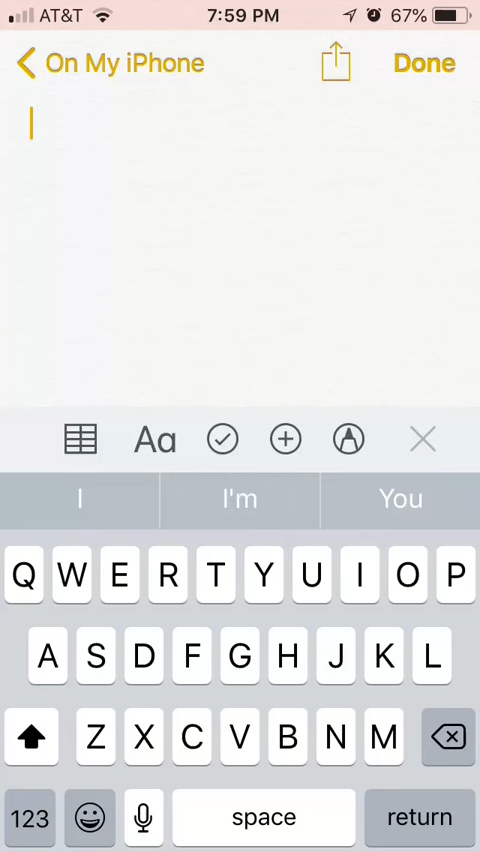 AT&T 7:59 PM 67%
On My iPhone Done
Aa
I I'm You
Q W E R T Y U I O P
A S D F G H J K L
Z X C V B N M
123 space return